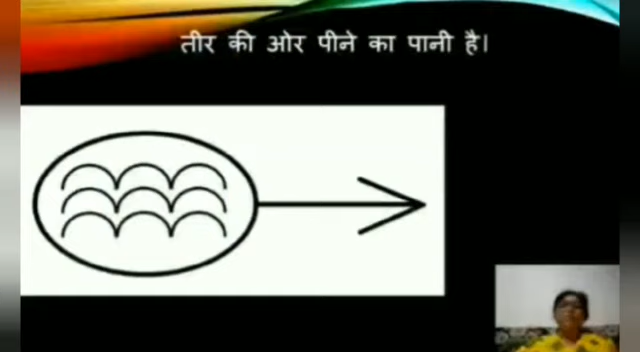 तीर की ओर पीने का पानी है।